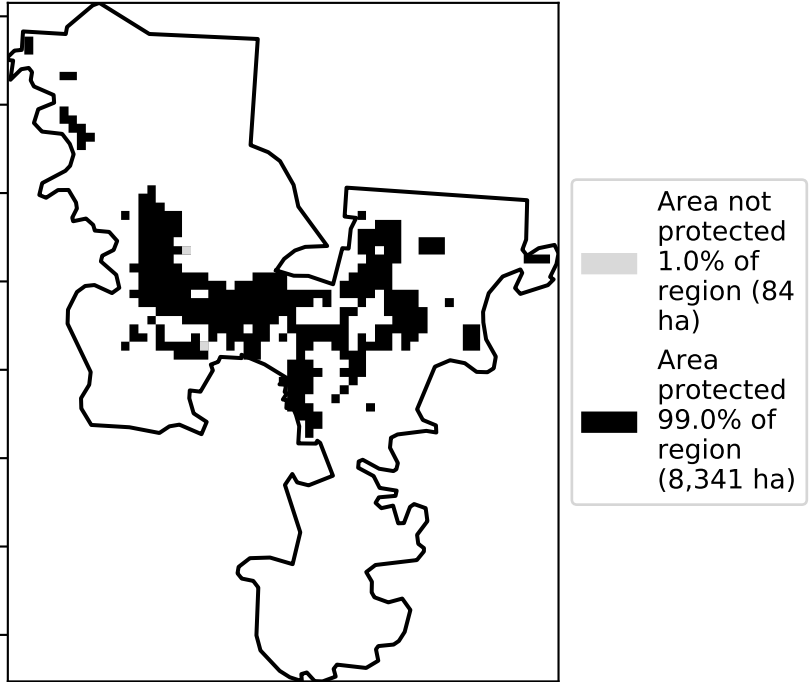 Area not
protected
1.0% of
region (84
ha)
Area
protected
99.0% of
region
(8,341 ha)